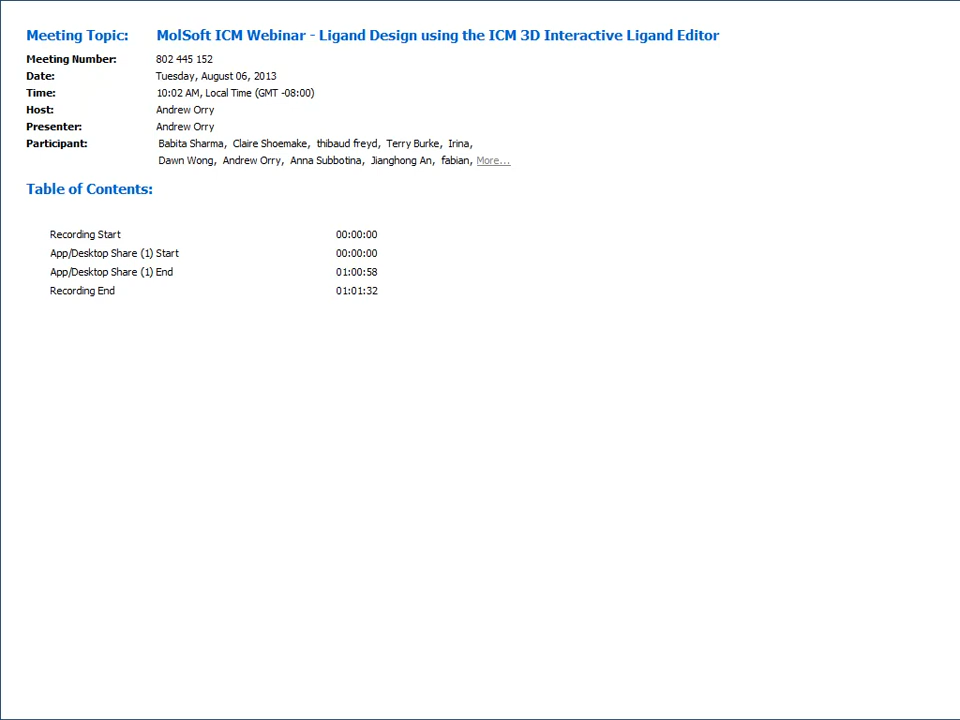 Meeting Topic: MolSoft ICM Webinar - Ligand Design using the ICM 3D Interactive Ligand Editor
Meeting Number: 802 445 152
Date: Tuesday, August 06, 2013
Time: 10:02 AM, Local Time (GMT -08:00)
Host: Andrew Orry
Presenter: Andrew Orry
Participant: Babita Sharma, Claire Shoemake, thibaud freyd, Terry Burke, Irina,
Dawn Wong, Andrew Orry, Anna Subbotina, Jianghong An, fabian, More...
Table of Contents:
Recording Start 00:00:00
App/Desktop Share (1) Start 00:00:00
App/Desktop Share (1) End 01:00:58
Recording End 01:01:32